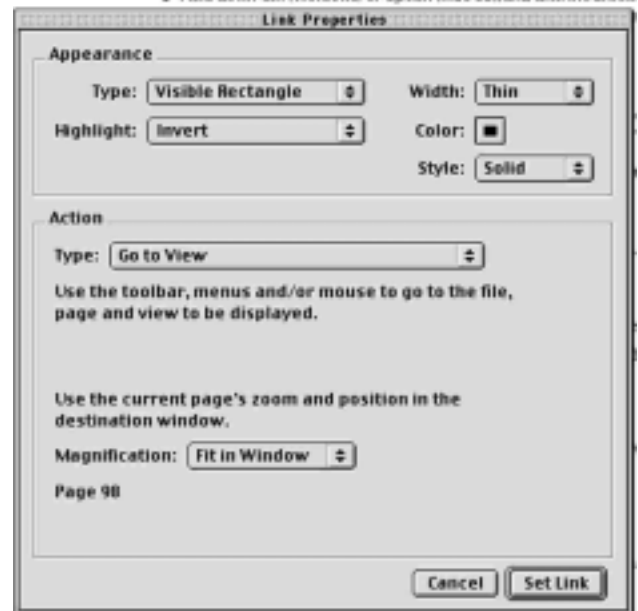 Link Properties
Appearance
Type: Visible Rectangle Width: Thin
Highlight: Invert Color:
Style: Solid
Action
Type: Go to View
Use the toolbar, menus and/or mouse to go to the file,
page and view to be displayed.
Use the current page's zoom and position in the
destination window.
Magnification: Fit in Window
Page 98
Cancel Set Link